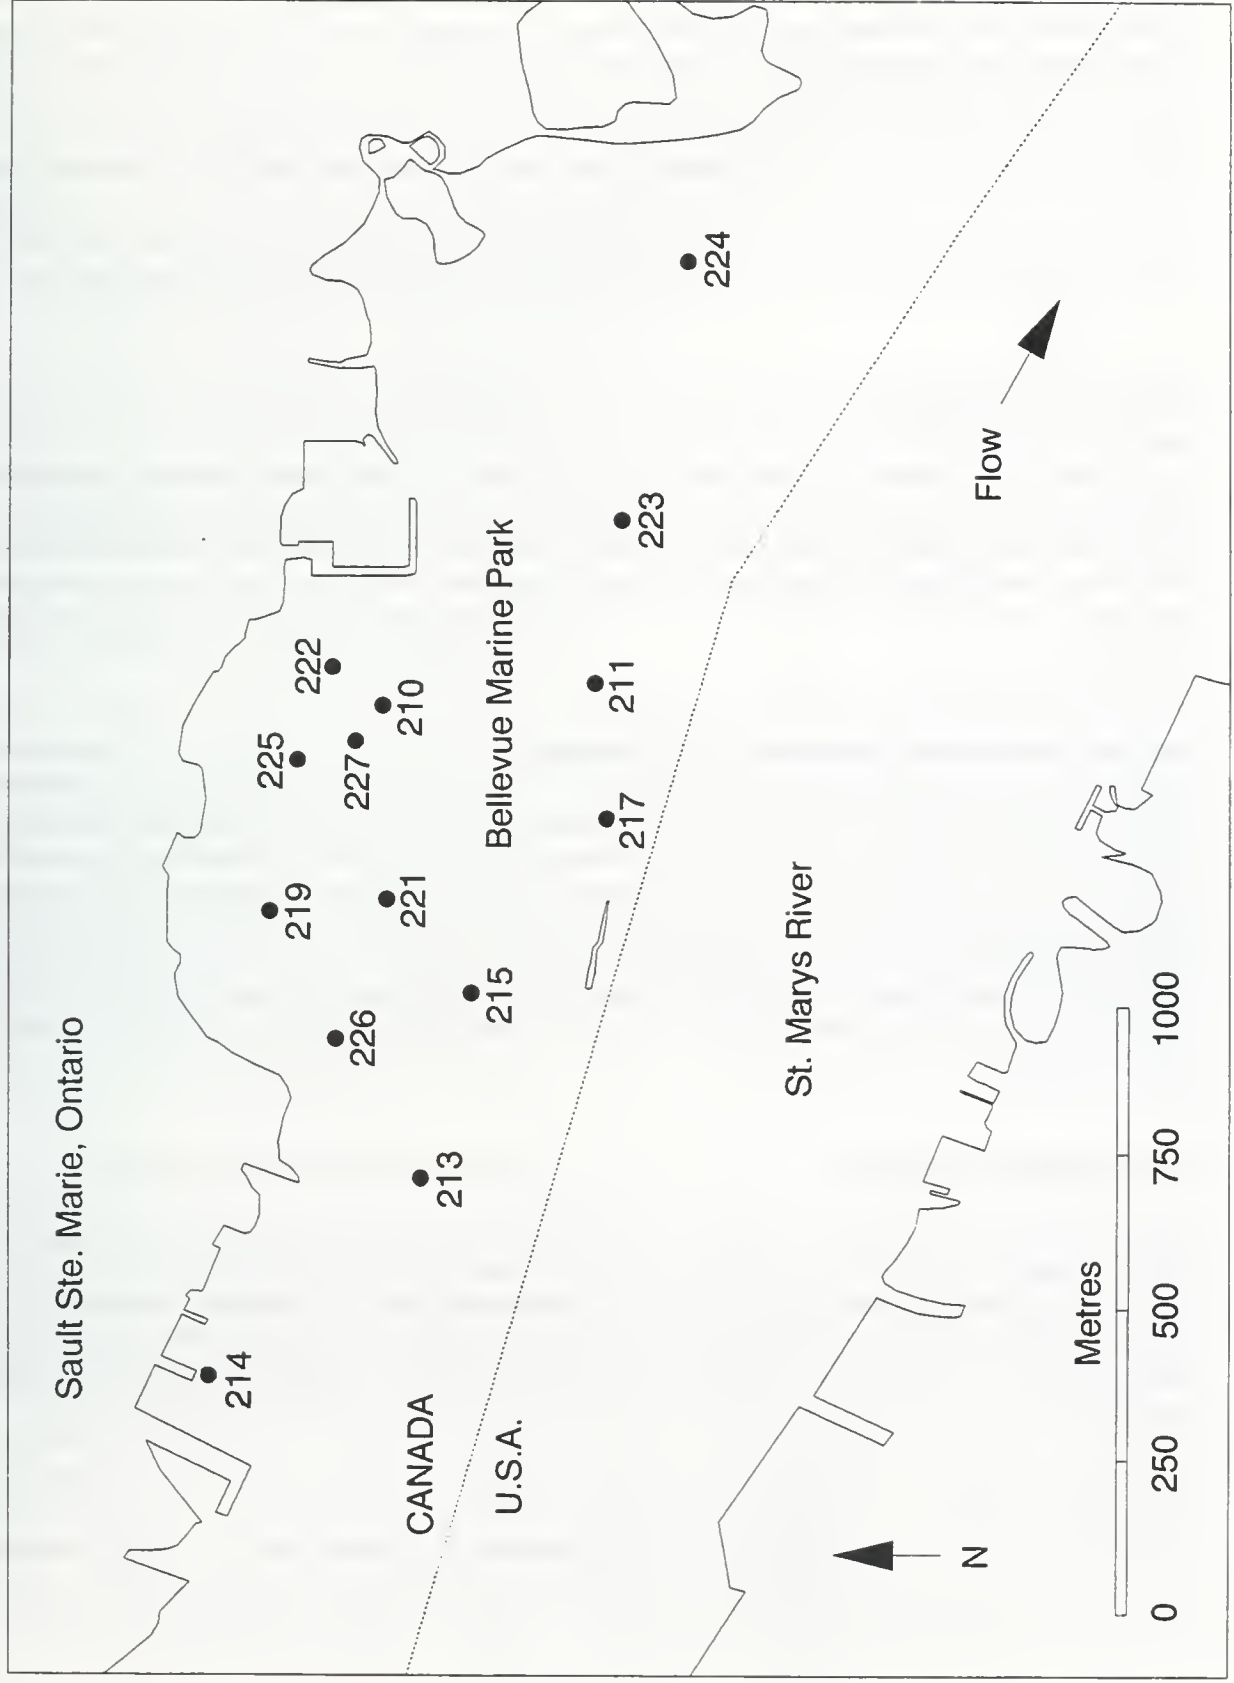 Sault Ste. Marie, Ontario
214
219
225
222
226
227
210
221
213
215
CANADA
U.S.A.
Bellevue Marine Park
217
211
223
224
St. Marys River
Flow
N
Metres
0 250 500 750 1000